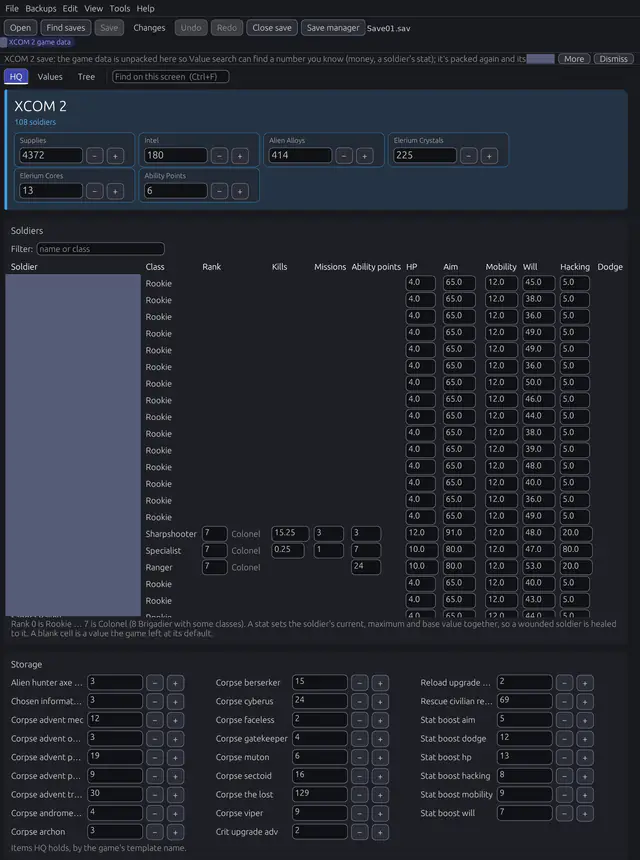 File Backups Edit View Tools Help
Open Find saves Save Changes Undo Redo Close save Save manager Save01.sav
XCOM 2 game data
XCOM 2 save: the game data is unpacked here so Value search can find a number you know (money, a soldier's stat); it's packed again and its More Dismiss
HQ Values Tree Find on this screen (Ctrl+F)
XCOM 2
109 soldiers
Supplies Intel Alien Alloys Elerium Crystals
4372 − + 180 − + 414 − + 225 − +
Elerium Cores Ability Points
13 − + 6 − +
Soldiers
Filter: name or class
Soldier Class Rank Kills Missions Ability points HP Aim Mobility Will Hacking Dodge
Rookie 4.0 65.0 12.0 45.0 5.0
Rookie 4.0 65.0 12.0 38.0 5.0
Rookie 4.0 65.0 12.0 36.0 5.0
Rookie 4.0 65.0 12.0 49.0 5.0
Rookie 4.0 65.0 12.0 49.0 5.0
Rookie 4.0 65.0 12.0 36.0 5.0
Rookie 4.0 65.0 12.0 50.0 5.0
Rookie 4.0 65.0 12.0 46.0 5.0
Rookie 4.0 65.0 12.0 44.0 5.0
Rookie 4.0 65.0 12.0 38.0 5.0
Rookie 4.0 65.0 12.0 39.0 5.0
Rookie 4.0 65.0 12.0 48.0 5.0
Rookie 4.0 65.0 12.0 40.0 5.0
Rookie 4.0 65.0 12.0 36.0 5.0
Rookie 4.0 65.0 12.0 49.0 5.0
Sharpshooter 7 Colonel 15.25 3 3 12.0 91.0 12.0 48.0 20.0
Specialist 7 Colonel 0.25 1 7 10.0 80.0 12.0 47.0 80.0
Ranger 7 Colonel 24 10.0 80.0 12.0 53.0 20.0
Rookie 4.0 65.0 12.0 40.0 5.0
Rookie 4.0 65.0 12.0 43.0 5.0
Rookie 4.0 65.0 12.0 44.0 5.0
Rank 0 is Rookie ... 7 is Colonel (8 Brigadier with some classes). A stat sets the soldier's current, maximum and base value together, so a wounded soldier is healed
to it. A blank cell is a value the game left at its default.
Storage
Alien hunter axe ... 3 − + Corpse berserker 15 − + Reload upgrade ... 2 − +
Chosen informat... 3 − + Corpse cyberus 24 − + Rescue civilian re... 69 − +
Corpse advent mec 12 − + Corpse faceless 2 − + Stat boost aim 5 − +
Corpse advent o... 3 − + Corpse gatekeeper 4 − + Stat boost dodge 12 − +
Corpse advent p... 19 − + Corpse muton 6 − + Stat boost hp 13 − +
Corpse advent p... 9 − + Corpse sectoid 16 − + Stat boost hacking 8 − +
Corpse advent tr... 30 − + Corpse the lost 129 − + Stat boost mobility 9 − +
Corpse androme... 4 − + Corpse viper 9 − + Stat boost will 7 − +
Corpse archon 3 − + Crit upgrade adv 2 − +
Items HQ holds, by the game's template name.